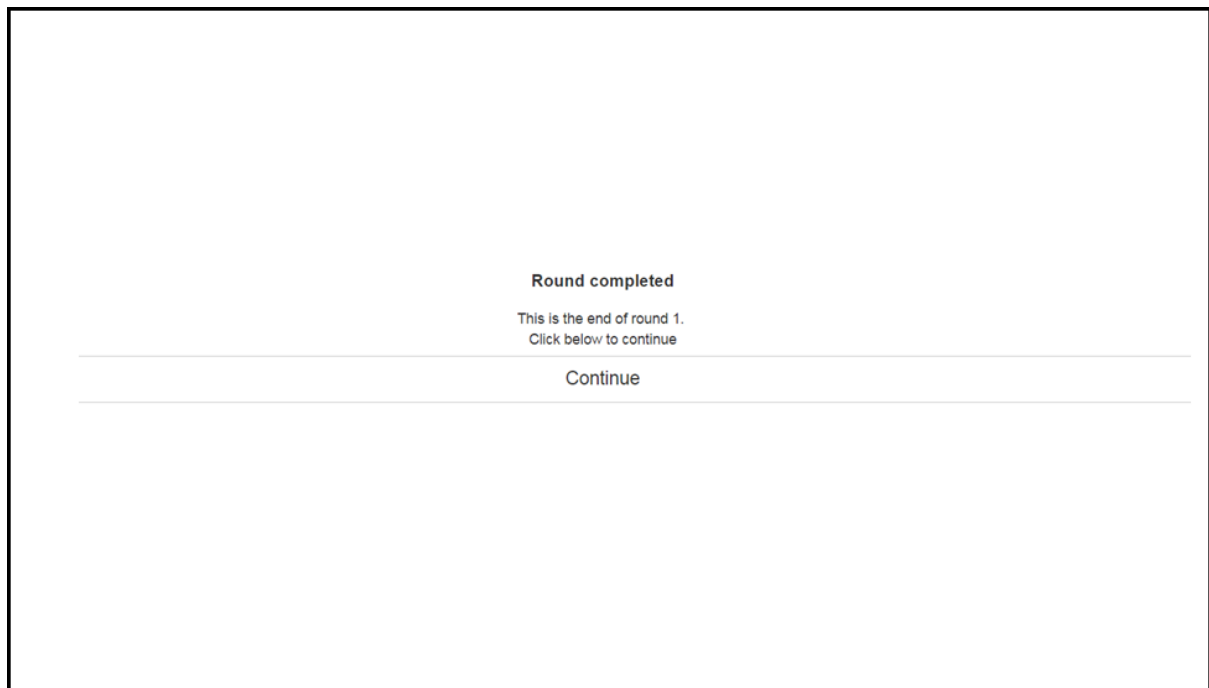 Round completed
This is the end of round 1.
Click below to continue
Continue